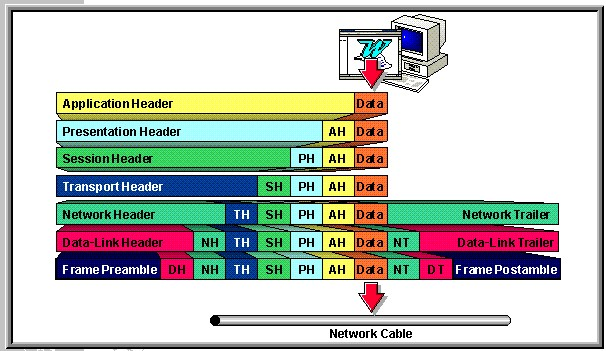 W
Application Header Data
Presentation Header AH Data
Session Header PH AH Data
Transport Header SH PH AH Data
Network Header TH SH PH AH Data Network Trailer
Data-Link Header NH TH SH PH AH Data NT Data-Link Trailer
Frame Preamble DH NH TH SH PH AH Data NT DT Frame Postamble
Network Cable